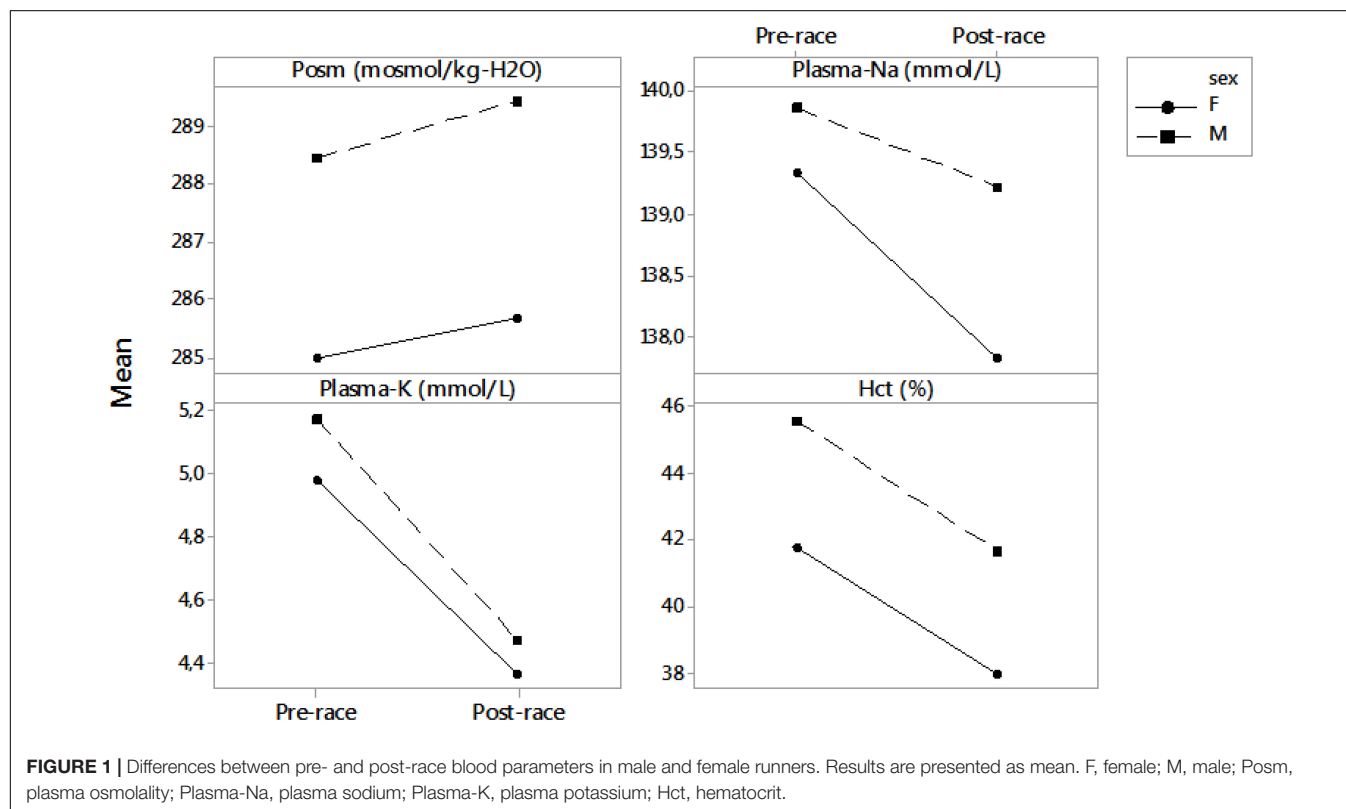 Pre-race Post-race
Posm (mosmol/kg-H2O) Plasma-Na (mmol/L)
sex
F
M
289
288
287
286
285
140,0
139,5
139,0
138,5
138,0
Mean
Plasma-K (mmol/L) Hct (%)
5,2
5,0
4,8
4,6
4,4
46
44
42
40
38
Pre-race Post-race
FIGURE 1 | Differences between pre- and post-race blood parameters in male and female runners. Results are presented as mean. F, female; M, male; Posm,
plasma osmolality; Plasma-Na, plasma sodium; Plasma-K, plasma potassium; Hct, hematocrit.